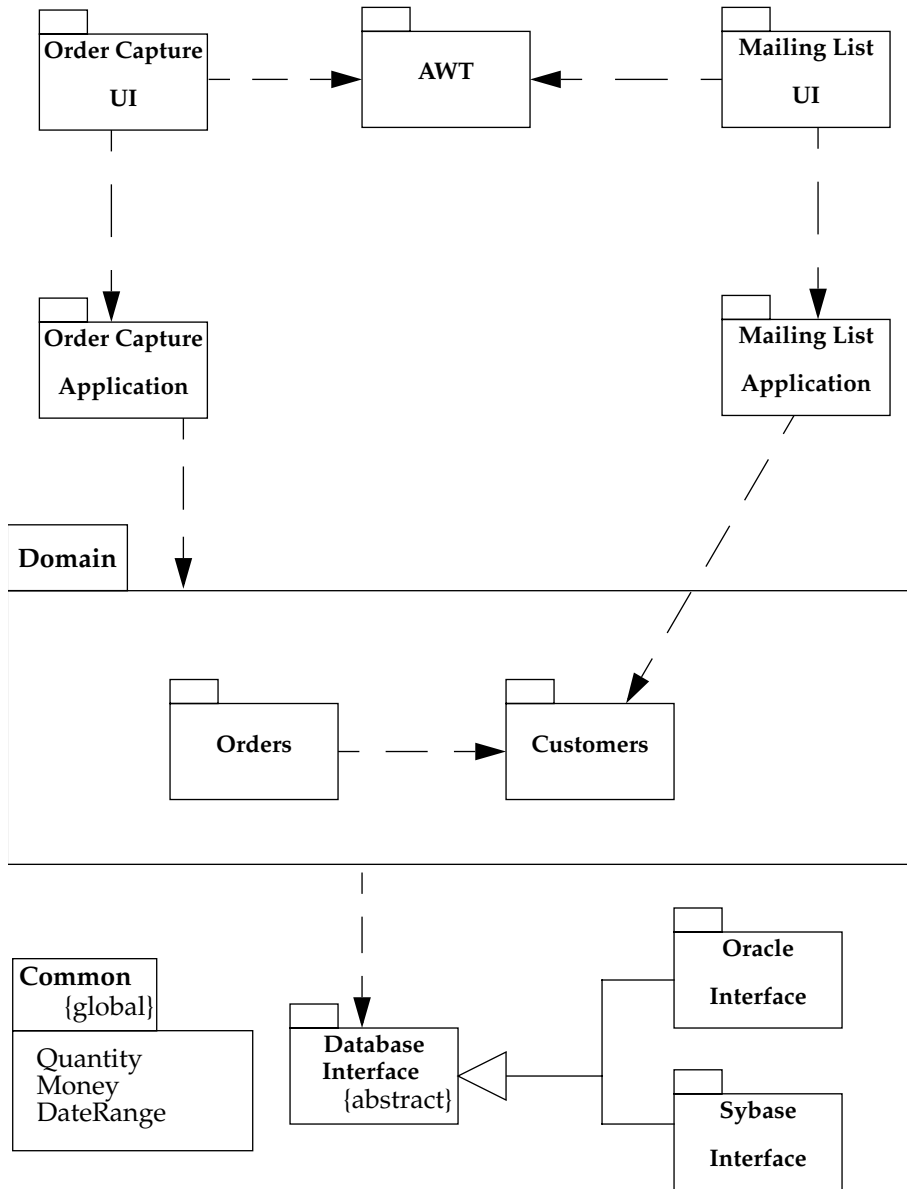 Order Capture
UI
AWT
Mailing List
UI
Order Capture
Application
Mailing List
Application
Domain
Orders
Customers
Common
{global}
Quantity
Money
DateRange
Database
Interface
{abstract}
Oracle
Interface
Sybase
Interface